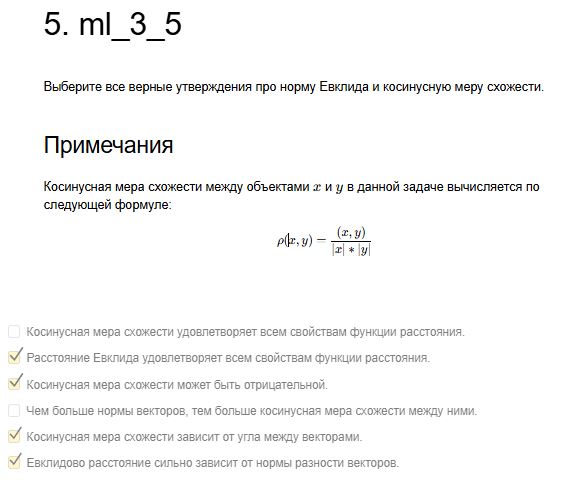 5. ml_3_5
Выберите все верные утверждения про норму Евклида и косинусную меру схожести.
Примечания
Косинусная мера схожести между объектами x и y в данной задаче вычисляется по
следующей формуле:
ρ(x, y) = (x, y) / |x| * |y|
Косинусная мера схожести удовлетворяет всем свойствам функции расстояния.
Расстояние Евклида удовлетворяет всем свойствам функции расстояния.
Косинусная мера схожести может быть отрицательной.
Чем больше нормы векторов, тем больше косинусная мера схожести между ними.
Косинусная мера схожести зависит от угла между векторами.
Евклидово расстояние сильно зависит от нормы разности векторов.